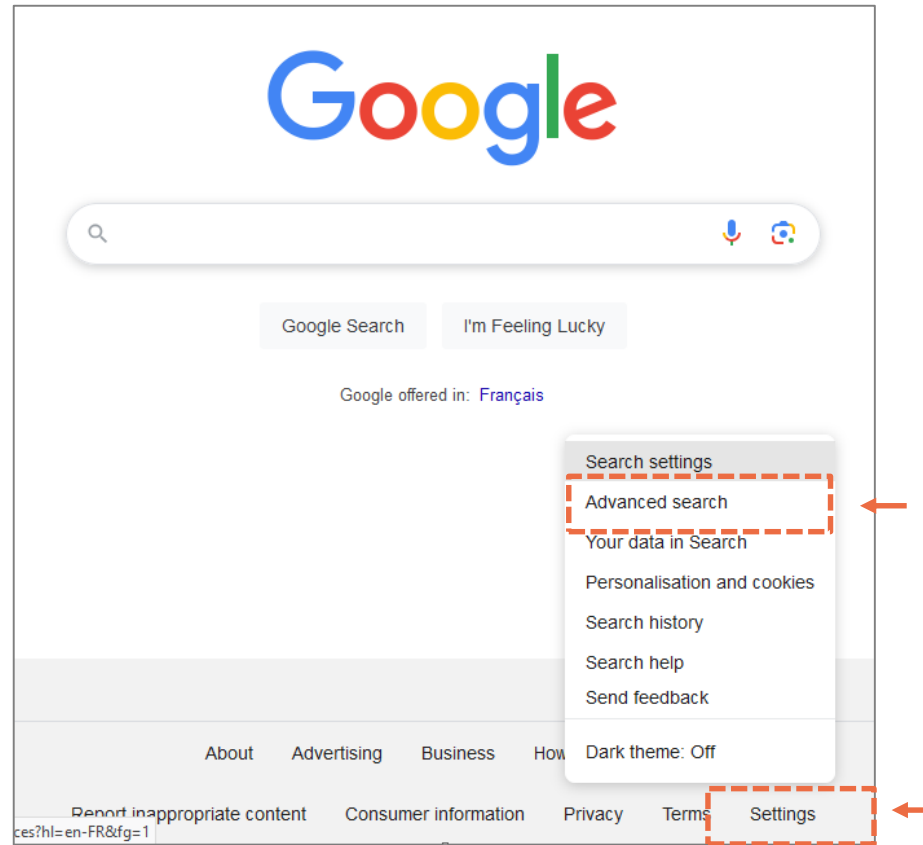 Google
Google Search I'm Feeling Lucky
Google offered in: Français
Search settings
Advanced search
Your data in Search
Personalisation and cookies
Search history
Search help
Send feedback
Dark theme: Off
About Advertising Business How
Report inappropriate content Consumer information Privacy Terms Settings
ces?hl=en-FR&fg=1